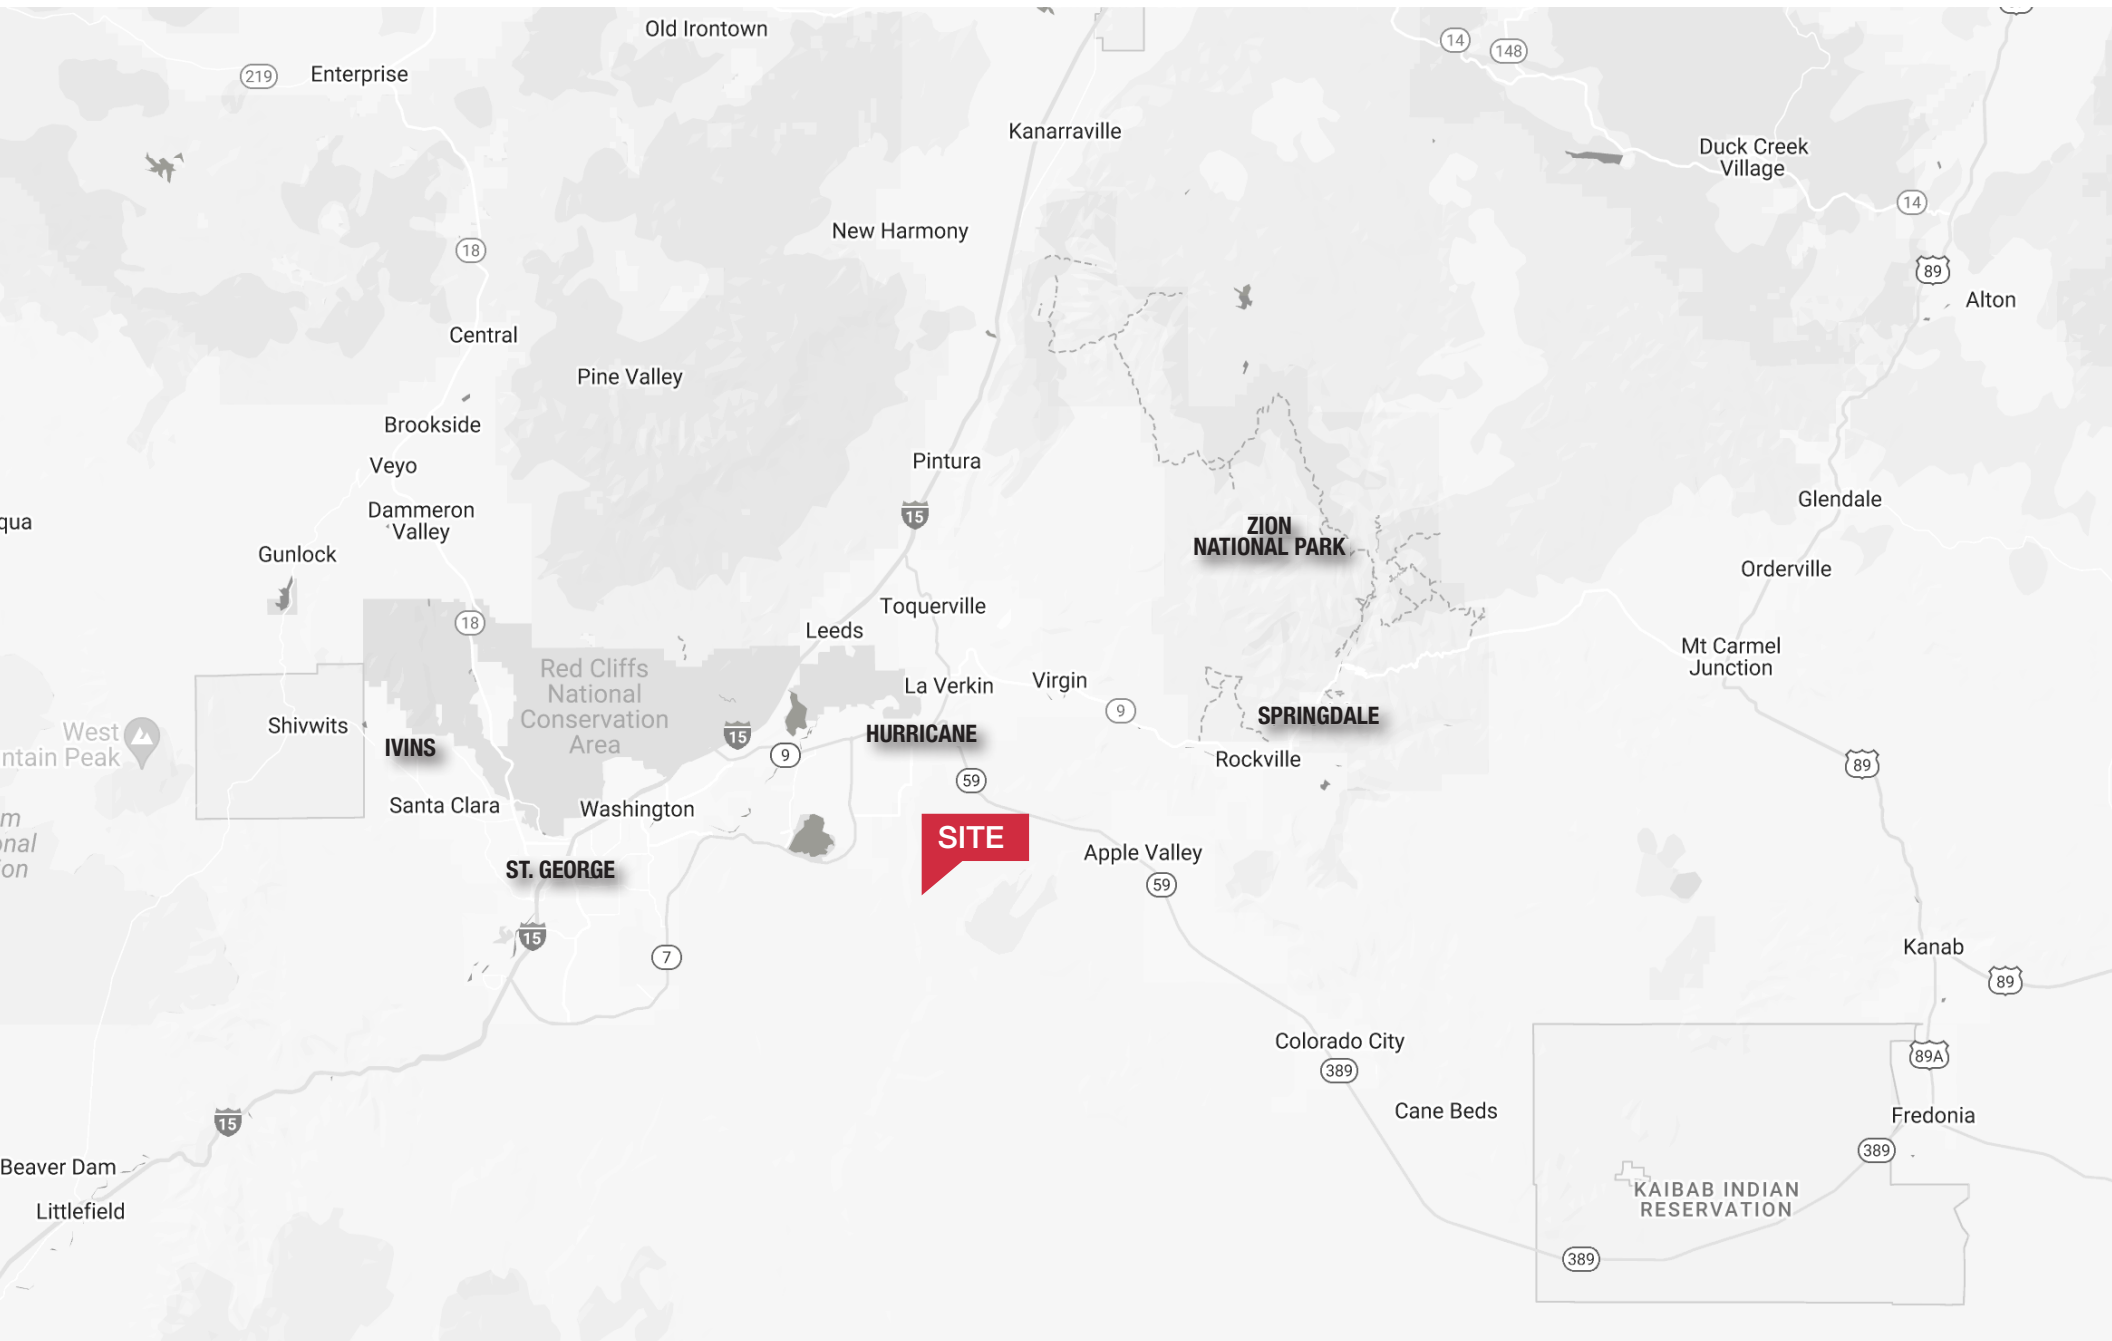 Old Irontown
14
148
219
Enterprise
Kanarraville
Duck Creek
Village
14
New Harmony
18
89
Alton
Central
Pine Valley
Brookside
Pintura
Veyo
Glendale
Dammeron
Valley
15
qua
ZION
NATIONAL PARK
Gunlock
Orderville
Toquerville
18
Leeds
Mt Carmel
Junction
Red Cliffs
National
Conservation
Area
La Verkin
Virgin
9
SPRINGDALE
Shivwits
West
ntain Peak
IVINS
15
HURRICANE
9
Rockville
89
59
Santa Clara
Washington
m
onal
on
SITE
Apple Valley
59
ST. GEORGE
15
7
Kanab
89
Colorado City
389
89A
Cane Beds
Fredonia
15
389
Beaver Dam
Littlefield
KAIBAB INDIAN
RESERVATION
389